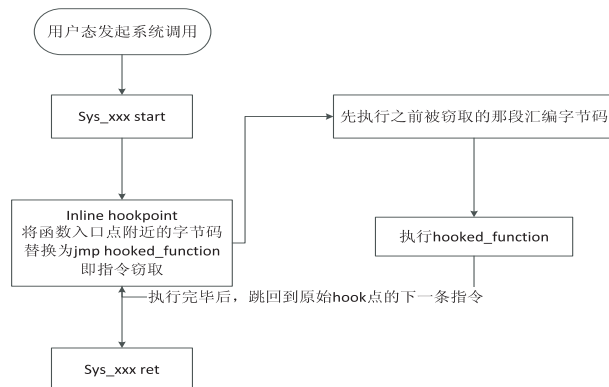 用户态发起系统调用
Sys_xxx start
先执行之前被窃取的那段汇编字节码
Inline hookpoint
将函数入口点附近的字节码
替换为jmp hooked_function
即指令窃取
执行hooked_function
执行完毕后，跳回到原始hook点的下一条指令
Sys_xxx ret